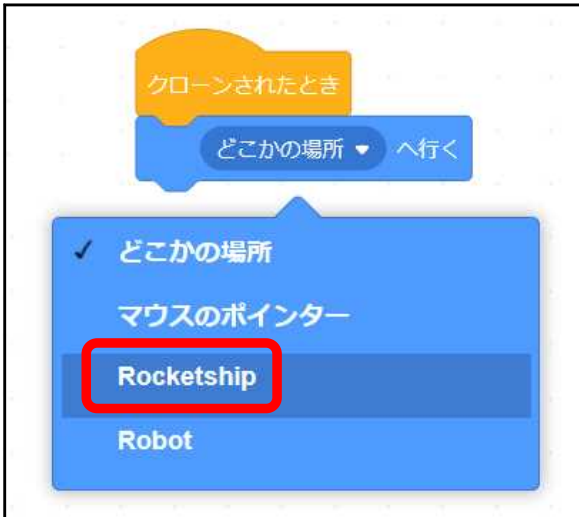 クローンされたとき
どこかの場所 へ行く
どこかの場所
マウスのポインター
Rocketship
Robot